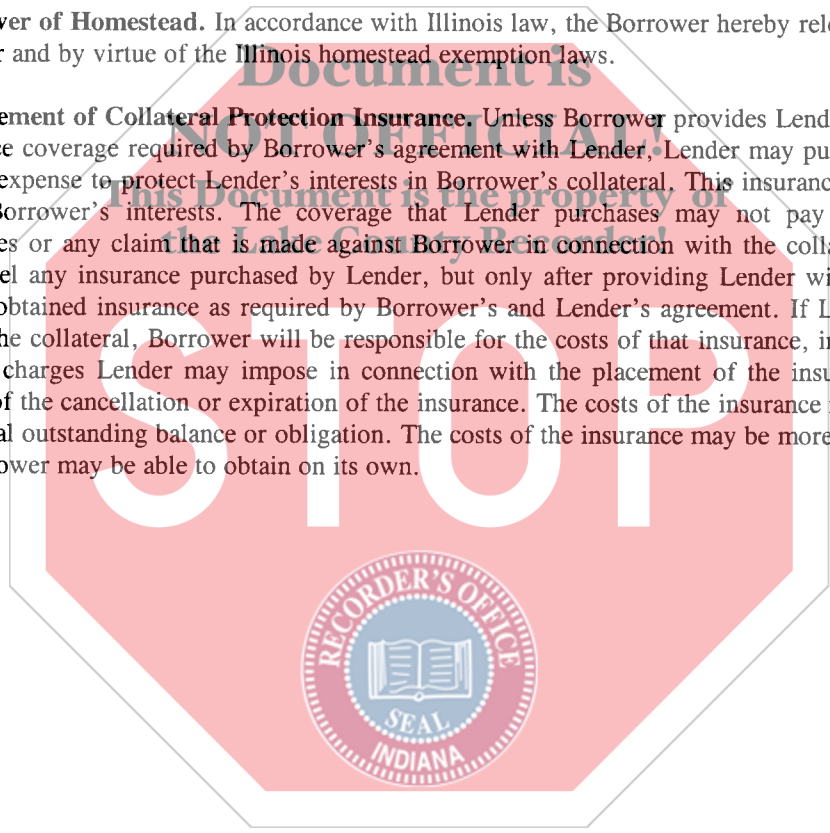 ver of Homestead. In accordance with Illinois law, the Borrower hereby rel
r and by virtue of the Illinois homestead exemption laws.
Document is
ement of Collateral Protection Insurance. Unless Borrower provides Lend
NOT OFFICIAL!
ce coverage required by Borrower's agreement with Lender, Lender may pu
expense to protect Lender's interests in Borrower's collateral. This insuranc
This Document is the property of
Borrower's interests. The coverage that Lender purchases may not pay
the Lake County Recorder!
es or any claim that is made against Borrower in connection with the colla
el any insurance purchased by Lender, but only after providing Lender wi
obtained insurance as required by Borrower's and Lender's agreement. If L
he collateral, Borrower will be responsible for the costs of that insurance, in
charges Lender may impose in connection with the placement of the insu
f the cancellation or expiration of the insurance. The costs of the insurance
al outstanding balance or obligation. The costs of the insurance may be more
ower may be able to obtain on its own.
STOP
RECORDER'S OFFICE
SEAL
INDIANA